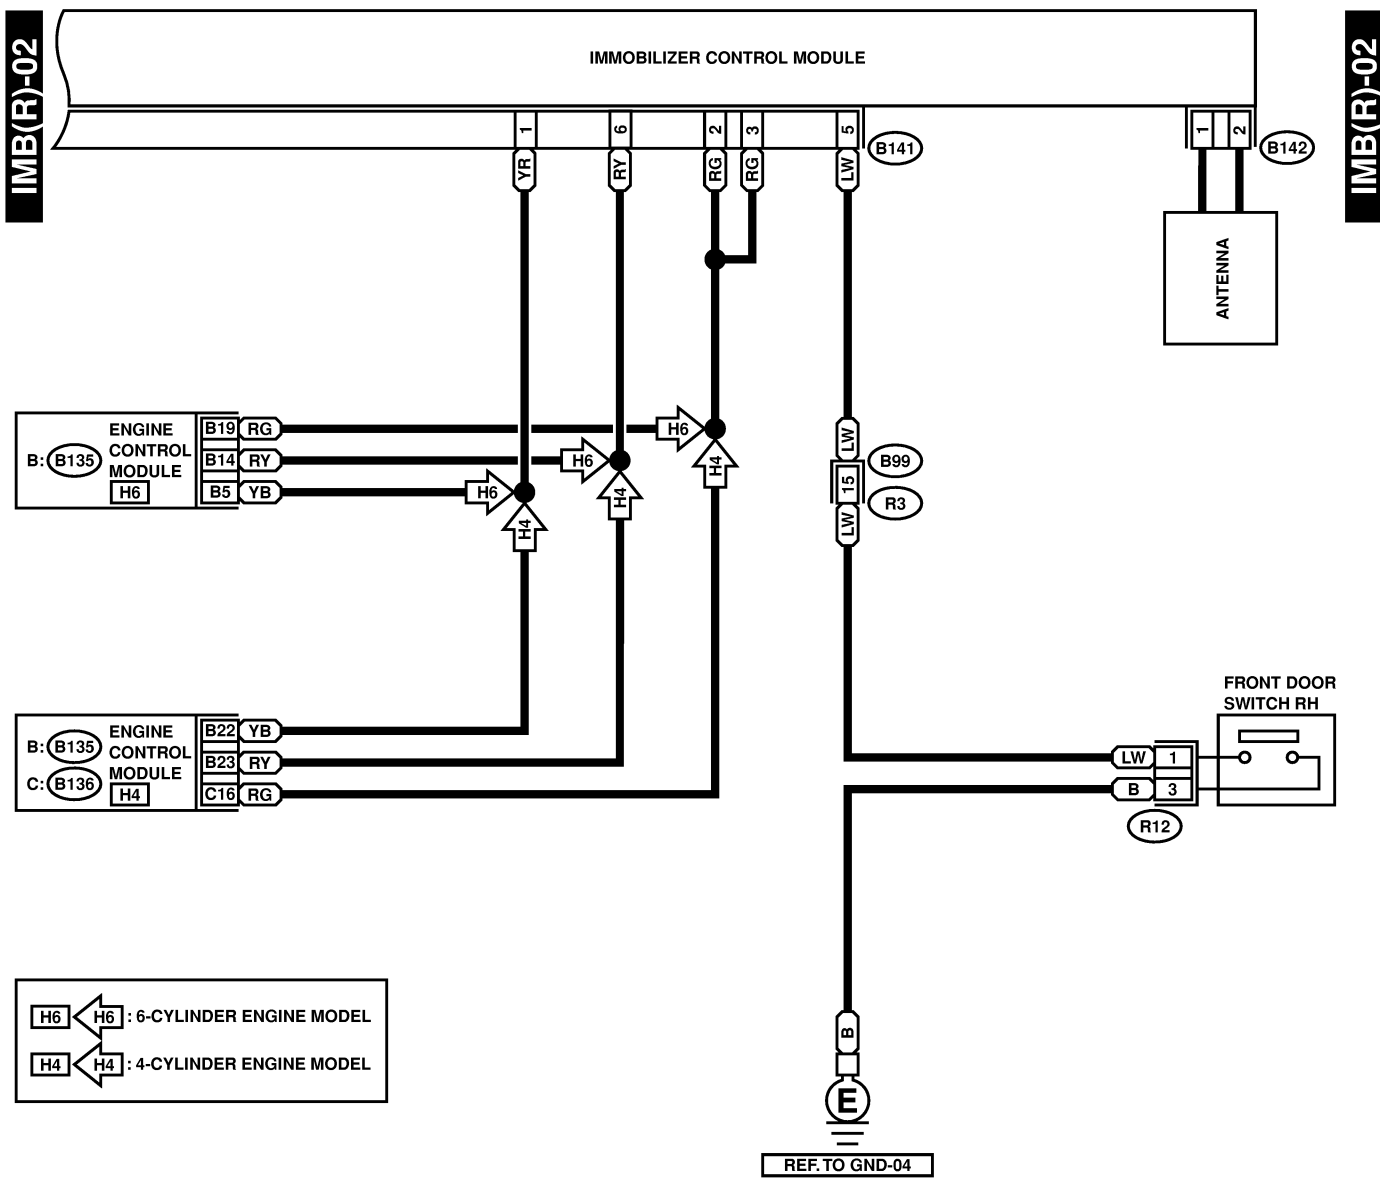 IMB(R)-02
IMB(R)-02
IMMOBILIZER CONTROL MODULE
1
6
2
3
5
B141
1
2
B142
YR
RY
RG
RG
LW
ANTENNA
B: B135
ENGINE
CONTROL
MODULE
H6
B19 RG
B14 RY
B5 YB
H6
H6
H6
H4
H4
H4
LW
B99
15
R3
LW
B: B135
C: B136
ENGINE
CONTROL
MODULE
H4
B22 YB
B23 RY
C16 RG
FRONT DOOR
SWITCH RH
LW 1
B 3
R12
H6 H6 : 6-CYLINDER ENGINE MODEL
H4 H4 : 4-CYLINDER ENGINE MODEL
B
E
REF. TO GND-04